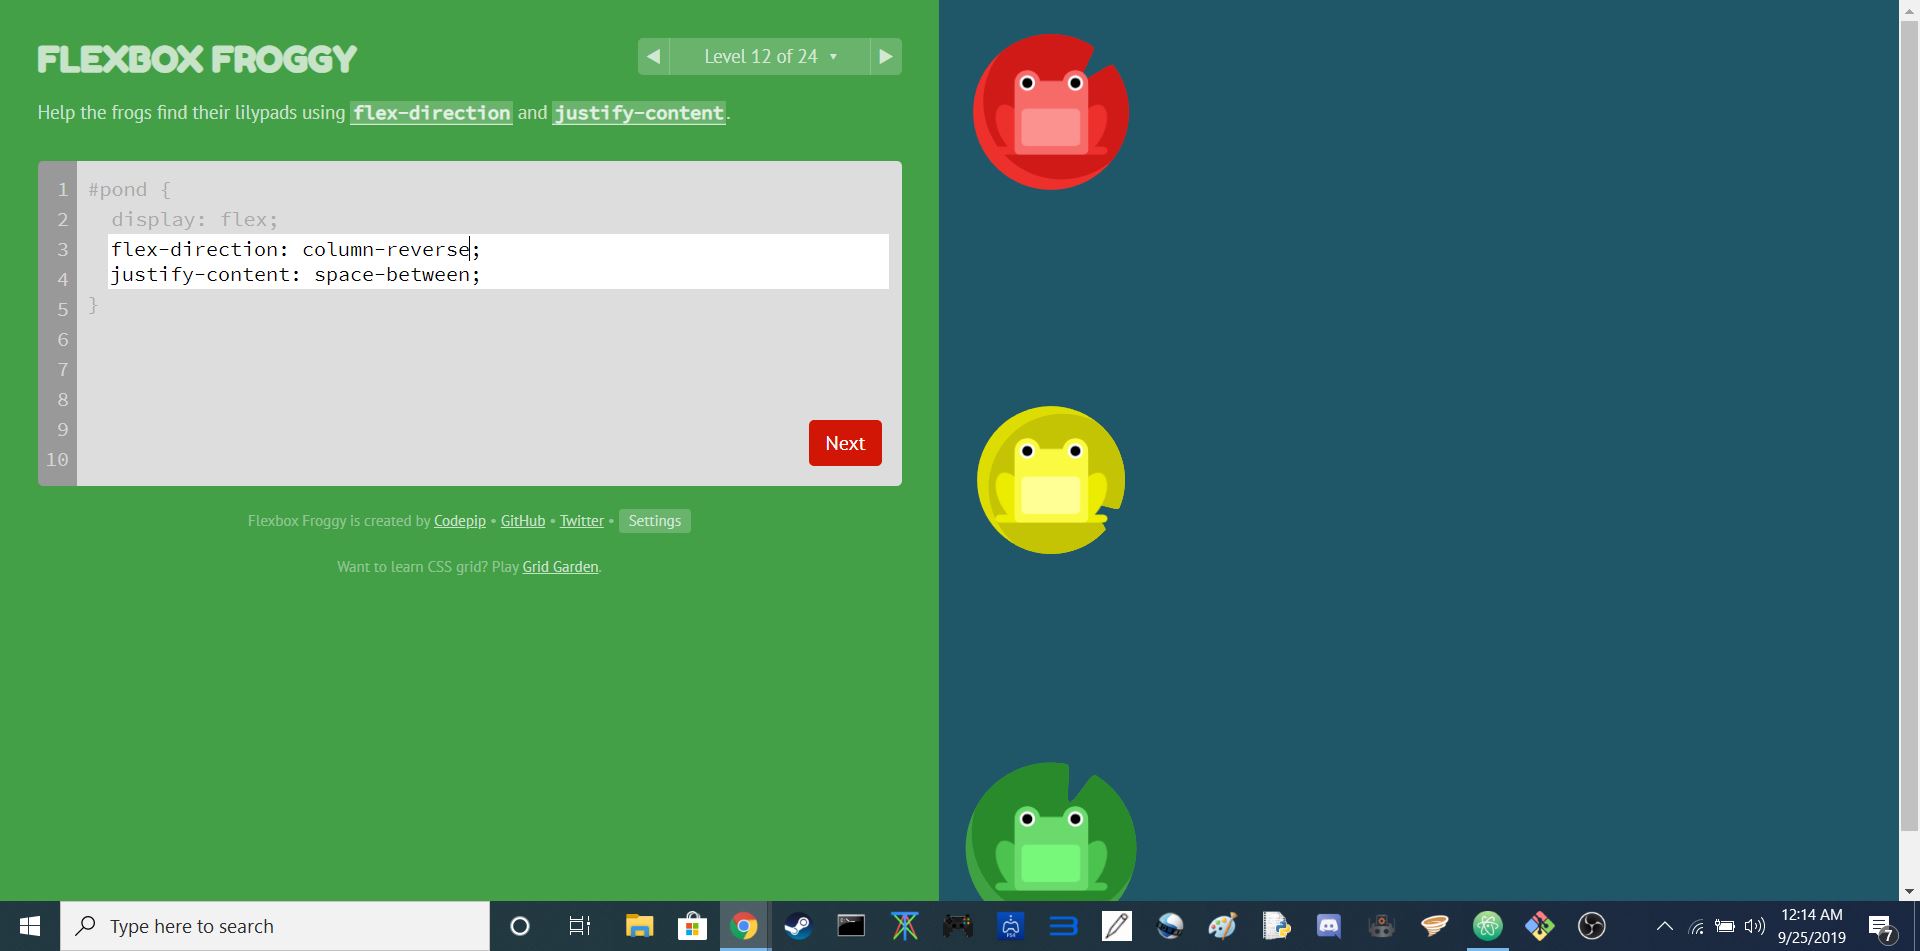 FLEXBOX FROGGY
◀ Level 12 of 24 ▼ ▶
Help the frogs find their lilypads using flex-direction and justify-content.
1 #pond {
2 display: flex;
3 flex-direction: column-reverse;
4 justify-content: space-between;
5 }
6
7
8
9
10
Next
Flexbox Froggy is created by Codepip • GitHub • Twitter • Settings
Want to learn CSS grid? Play Grid Garden.
Type here to search
12:14 AM
9/25/2019
7